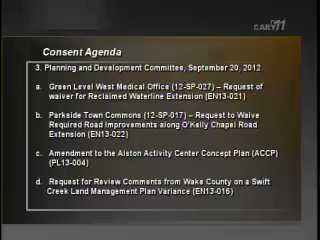 CARY TV 11
Consent Agenda
3. Planning and Development Committee, September 20, 2012
a. Green Level West Medical Office (12-SP-027) – Request of
waiver for Reclaimed Waterline Extension (EN13-021)
b. Parkside Town Commons (12-SP-017) – Request to Waive
Required Road Improvements along O'Kelly Chapel Road
Extension (EN13-022)
c. Amendment to the Alston Activity Center Concept Plan (ACCP)
(PL13-004)
d. Request for Review Comments from Wake County on a Swift
Creek Land Management Plan Variance (EN13-016)